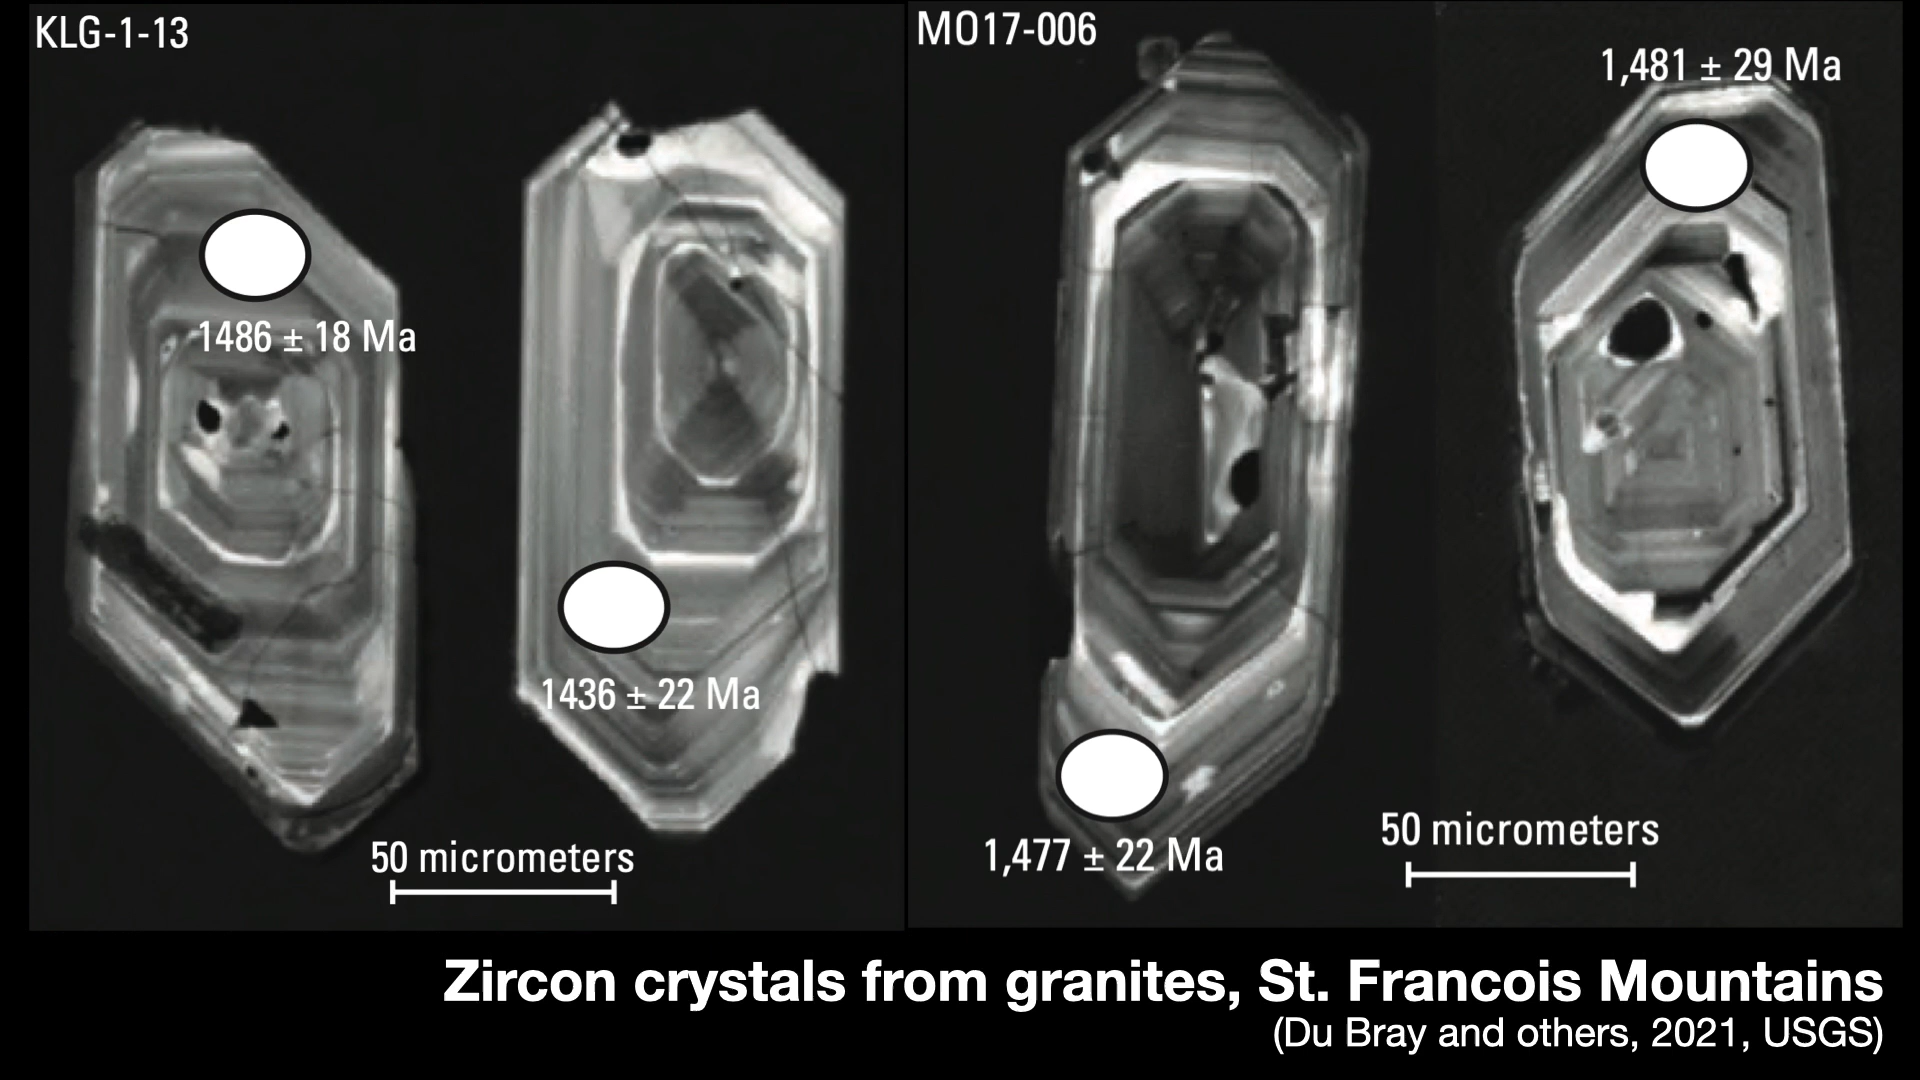 KLG-1-13
1486 ± 18 Ma
1436 ± 22 Ma
50 micrometers
MO17-006
1,481 ± 29 Ma
1,477 ± 22 Ma
50 micrometers
Zircon crystals from granites, St. Francois Mountains
(Du Bray and others, 2021, USGS)